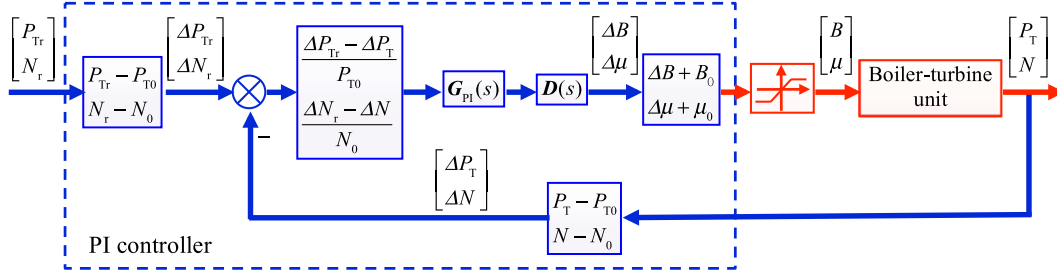 [P_Tr N_r]
P_Tr − P_T0
N_r − N_0
[ΔP_Tr ΔN_r]
−
(ΔP_Tr − ΔP_T) / P_T0
(ΔN_r − ΔN) / N_0
G_PI(s)
D(s)
[ΔB Δμ]
ΔB + B_0
Δμ + μ_0
[B μ]
Boiler-turbine
unit
[P_T N]
[ΔP_T ΔN]
P_T − P_T0
N − N_0
PI controller